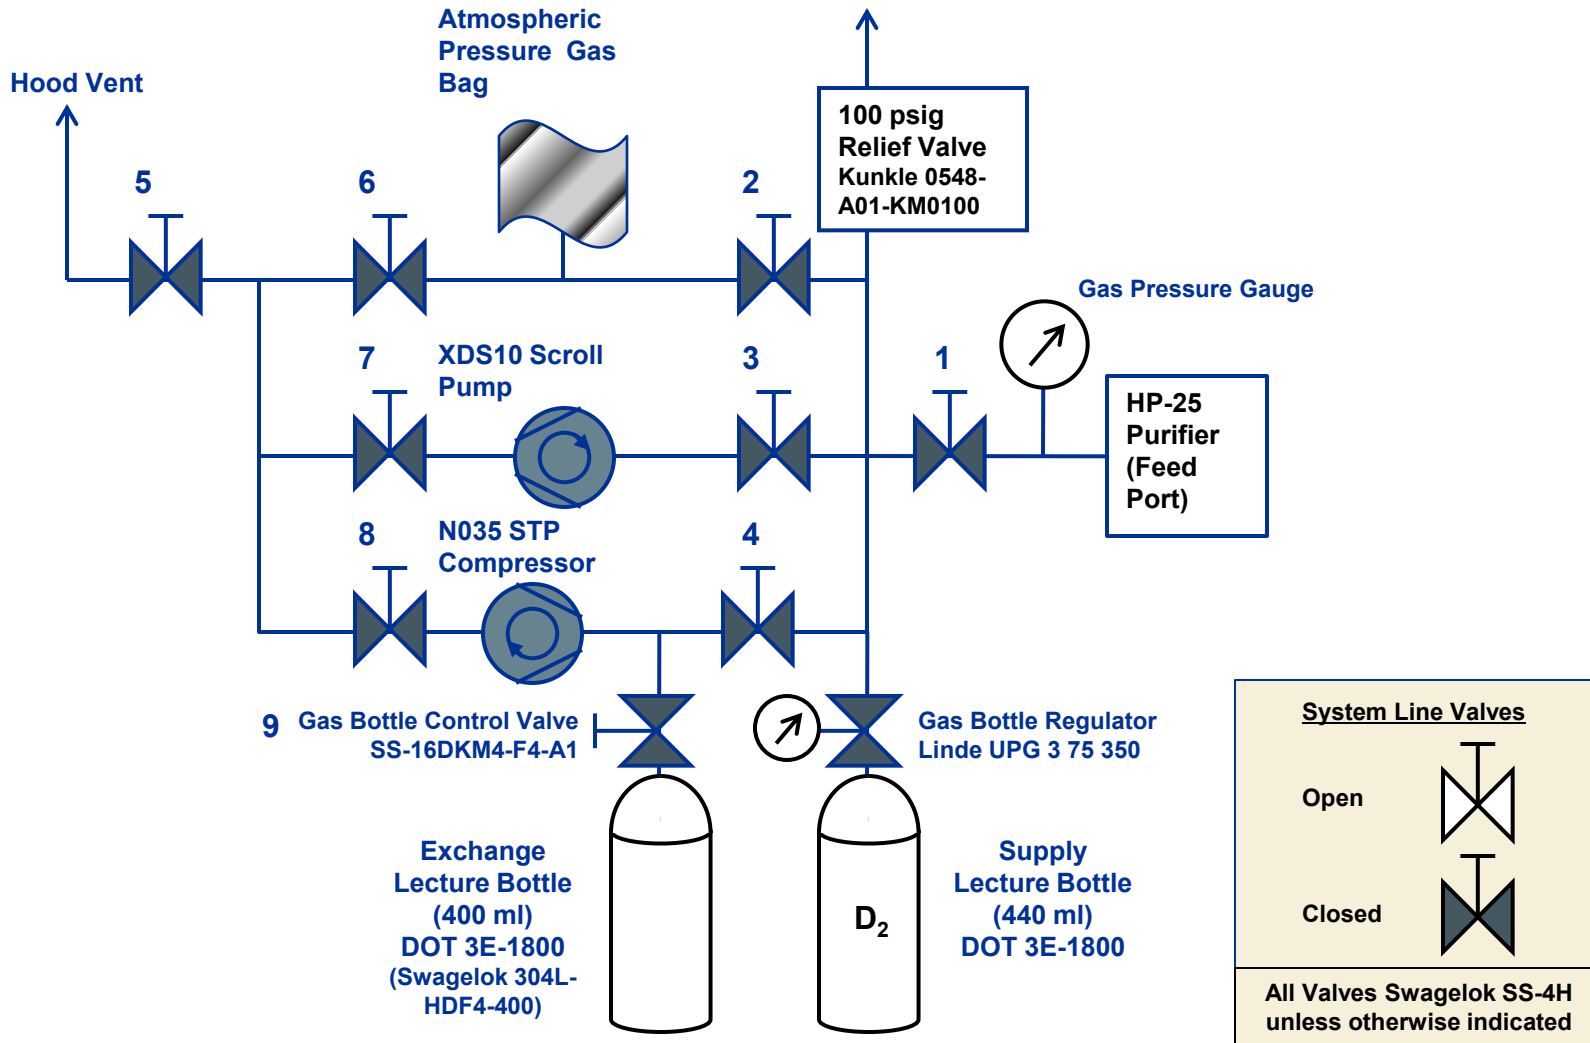 Atmospheric
Pressure Gas
Bag
Hood Vent
100 psig
Relief Valve
Kunkle 0548-
A01-KM0100
5
6
2
Gas Pressure Gauge
7
XDS10 Scroll
Pump
3
1
HP-25
Purifier
(Feed
Port)
8
N035 STP
Compressor
4
9
Gas Bottle Control Valve
SS-16DKM4-F4-A1
Gas Bottle Regulator
Linde UPG 3 75 350
Exchange
Lecture Bottle
(400 ml)
DOT 3E-1800
(Swagelok 304L-
HDF4-400)
D₂
Supply
Lecture Bottle
(440 ml)
DOT 3E-1800
System Line Valves
Open
Closed
All Valves Swagelok SS-4H
unless otherwise indicated